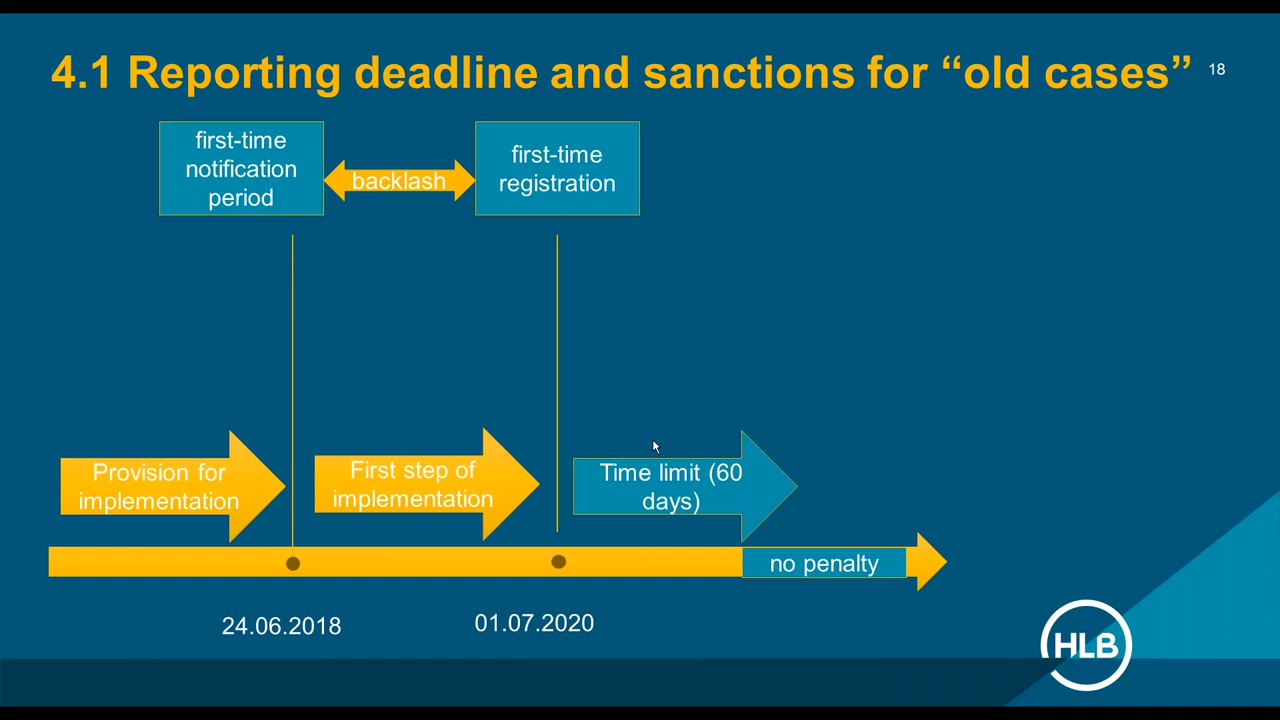 4.1 Reporting deadline and sanctions for “old cases”
18
first-time
notification
period
backlash
first-time
registration
Provision for
implementation
First step of
implementation
Time limit (60
days)
no penalty
24.06.2018
01.07.2020
HLB